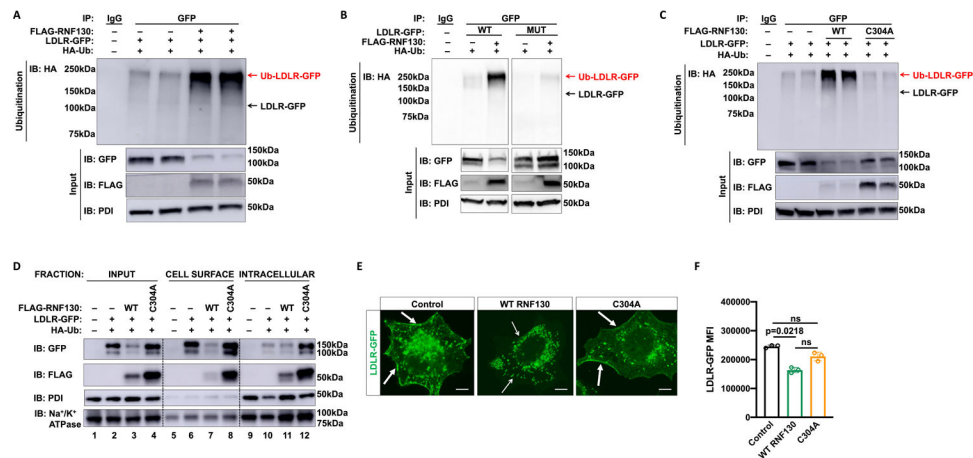 A
IP: IgG GFP
FLAG-RNF130: – – – + +
LDLR-GFP: – + + + +
HA-Ub: – + + + +
Ubiquitination
IB: HA
250kDa
150kDa
100kDa
75kDa
Ub-LDLR-GFP
LDLR-GFP
Input
IB: GFP
150kDa
100kDa
IB: FLAG
50kDa
IB: PDI
50kDa
B
IP: IgG GFP
LDLR-GFP: – WT MUT
FLAG-RNF130: – – + – +
HA-Ub: – + + + +
Ubiquitination
IB: HA
250kDa
150kDa
100kDa
75kDa
Ub-LDLR-GFP
LDLR-GFP
Input
IB: GFP
150kDa
100kDa
IB: FLAG
50kDa
IB: PDI
50kDa
C
IP: IgG GFP
FLAG-RNF130: – – – WT C304A
LDLR-GFP: – + + + + + +
HA-Ub: – + + + + + +
Ubiquitination
IB: HA
250kDa
150kDa
100kDa
75kDa
Ub-LDLR-GFP
LDLR-GFP
Input
IB: GFP
150kDa
100kDa
IB: FLAG
50kDa
IB: PDI
50kDa
D
FRACTION: INPUT CELL SURFACE INTRACELLULAR
FLAG-RNF130: – – WT C304A – – WT C304A – – WT C304A
LDLR-GFP: – + + + – + + + – + + +
HA-Ub: – + + + – + + + – + + +
IB: GFP
150kDa
100kDa
IB: FLAG
50kDa
IB: PDI
50kDa
IB: Na⁺/K⁺
ATPase
100kDa
75kDa
1 2 3 4 5 6 7 8 9 10 11 12
E
Control WT RNF130 C304A
LDLR-GFP
F
LDLR-GFP MFI
400000
300000
200000
100000
0
ns
p=0.0218
ns
Control
WT RNF130
C304A